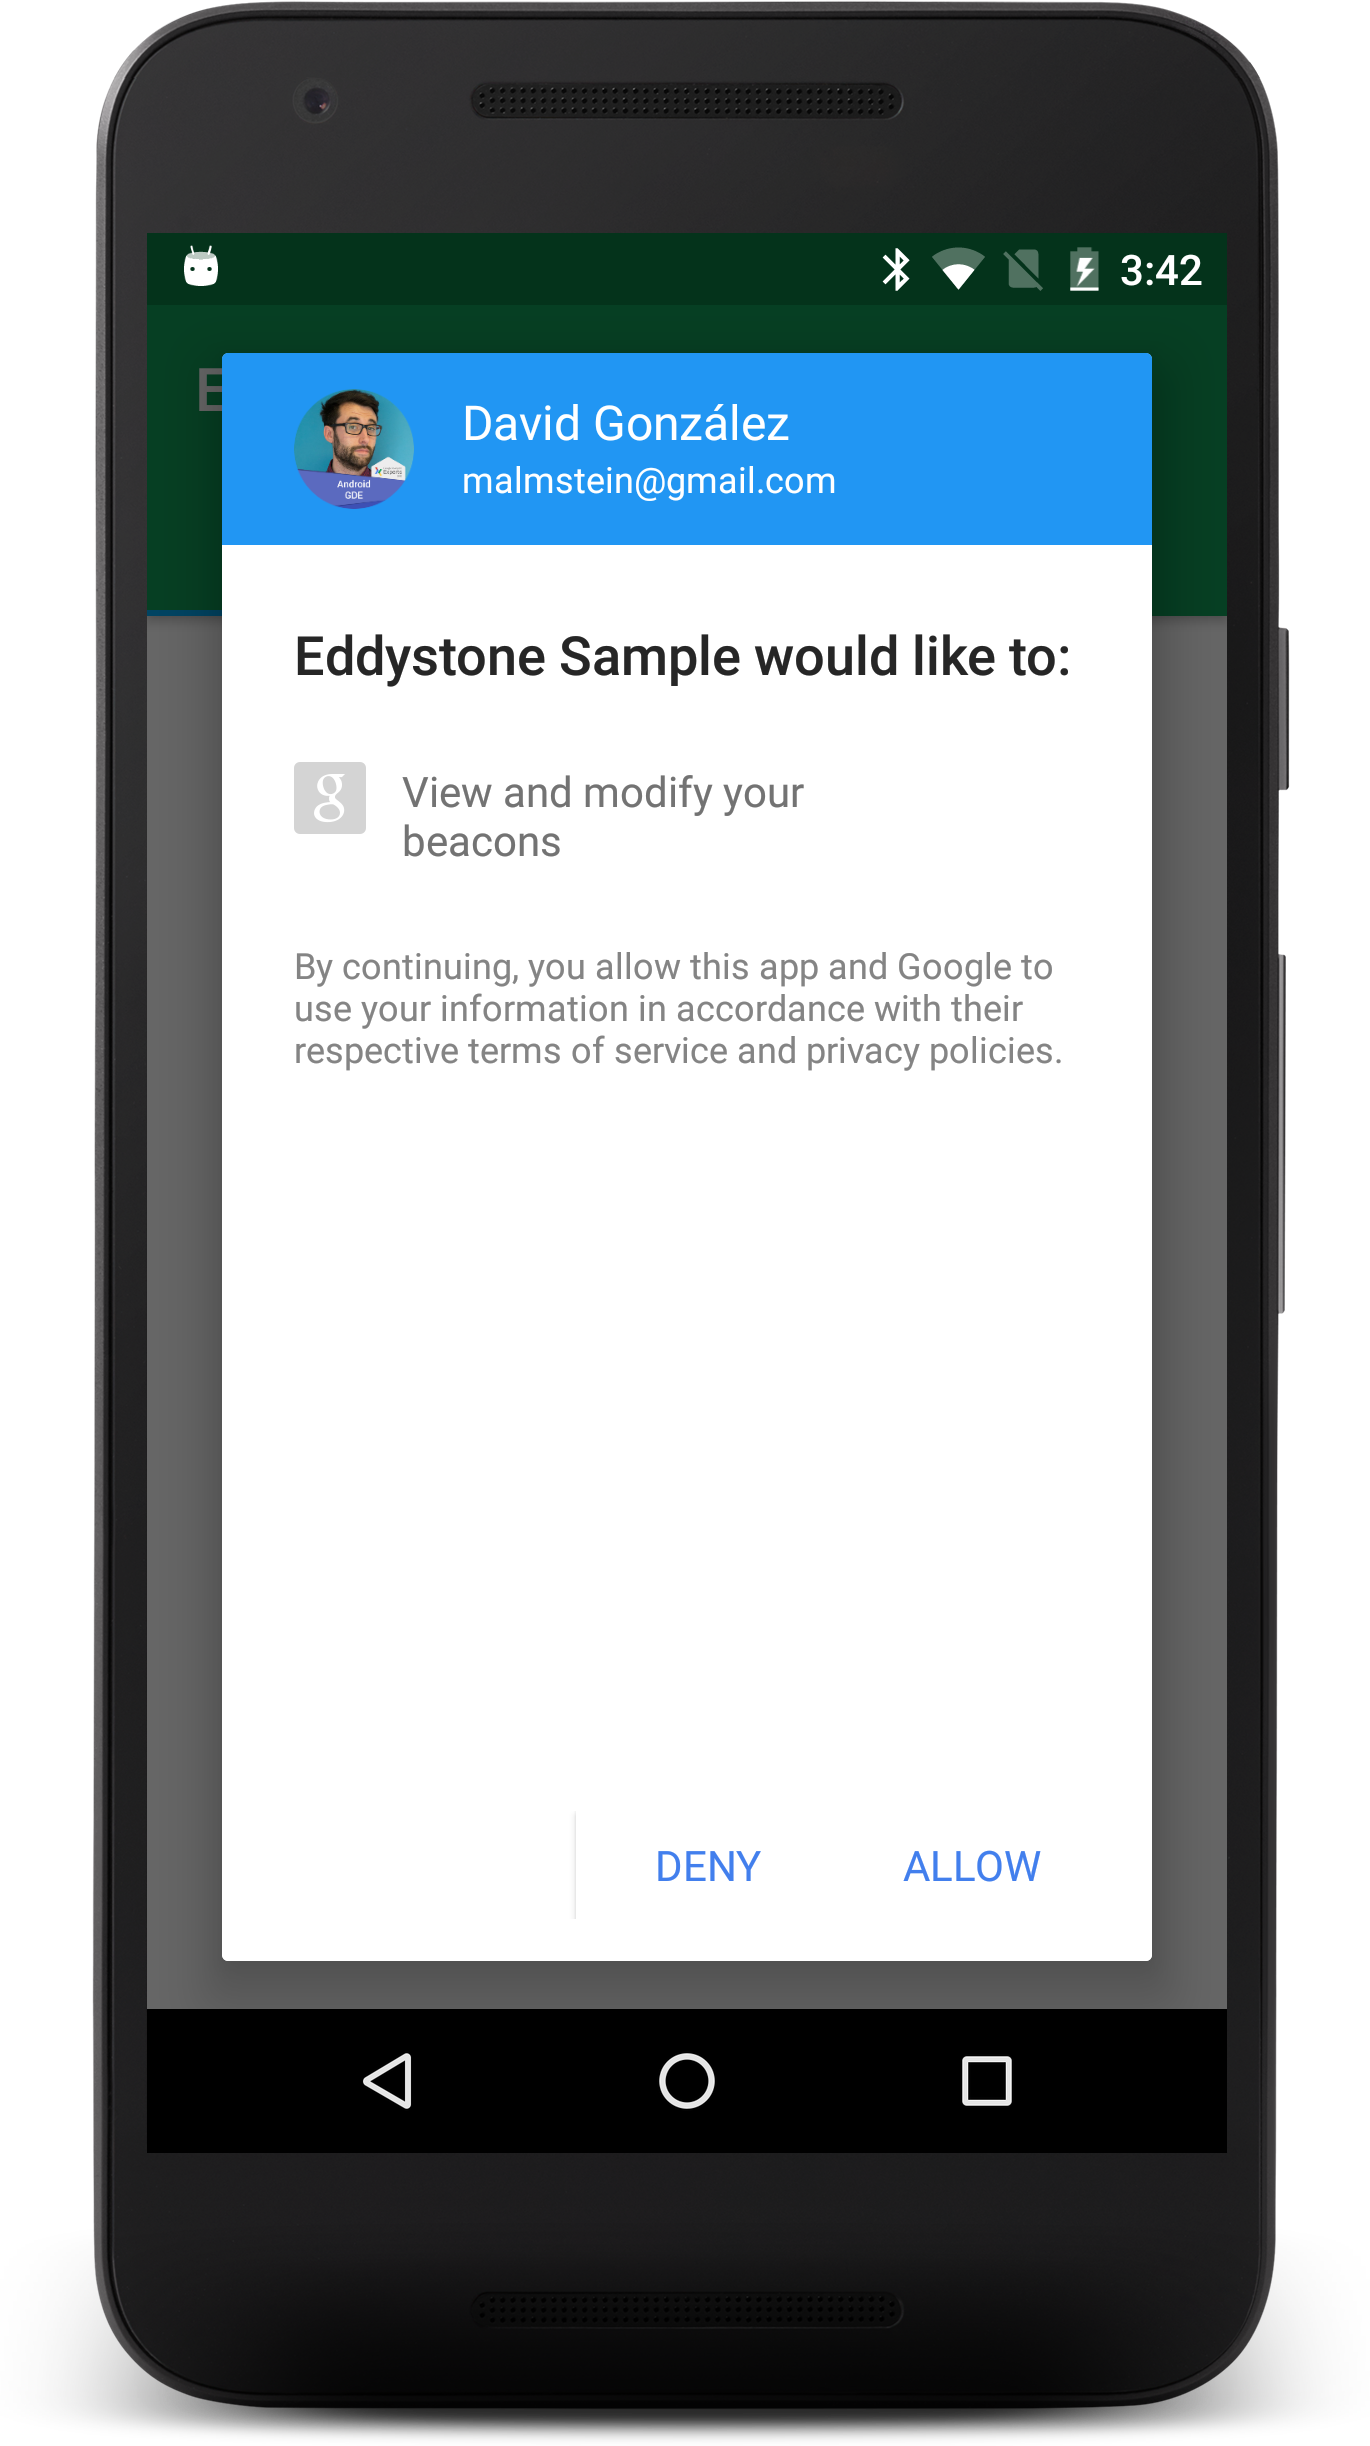 3:42
E
David González
malmstein@gmail.com
Android
GDE
Eddystone Sample would like to:
g
View and modify your
beacons
By continuing, you allow this app and Google to
use your information in accordance with their
respective terms of service and privacy policies.
DENY
ALLOW